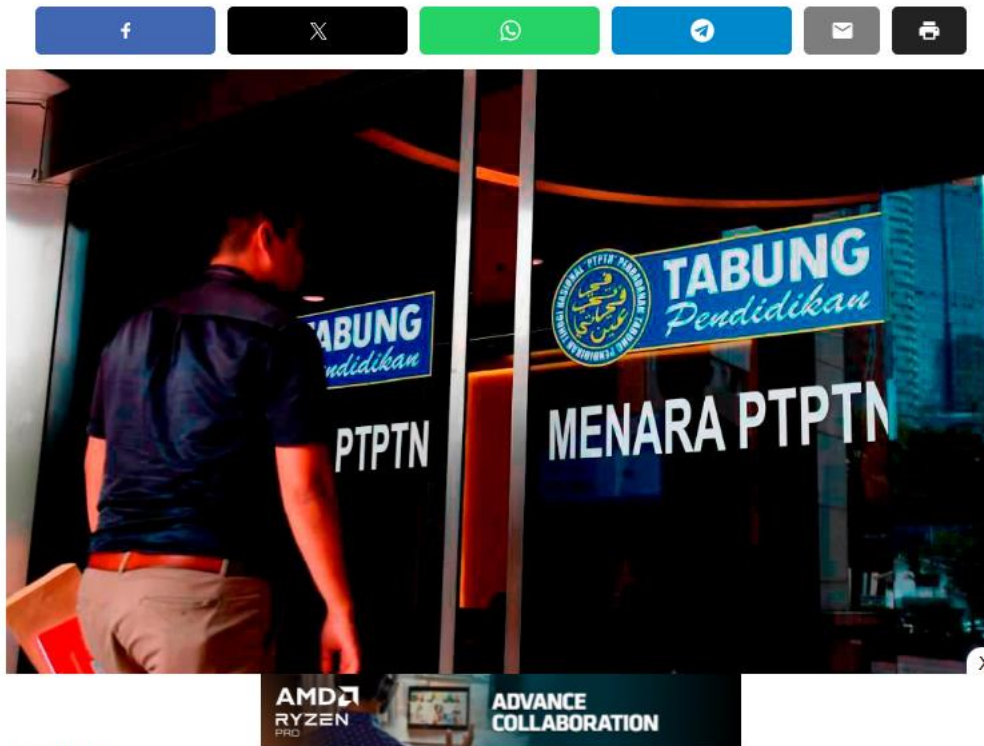 f
X
TABUNG
Pendidikan
ABUNG
ndidikan
MENARA PTPTN
PTPTN
X
AMD
RYZEN
PRO
ADVANCE
COLLABORATION